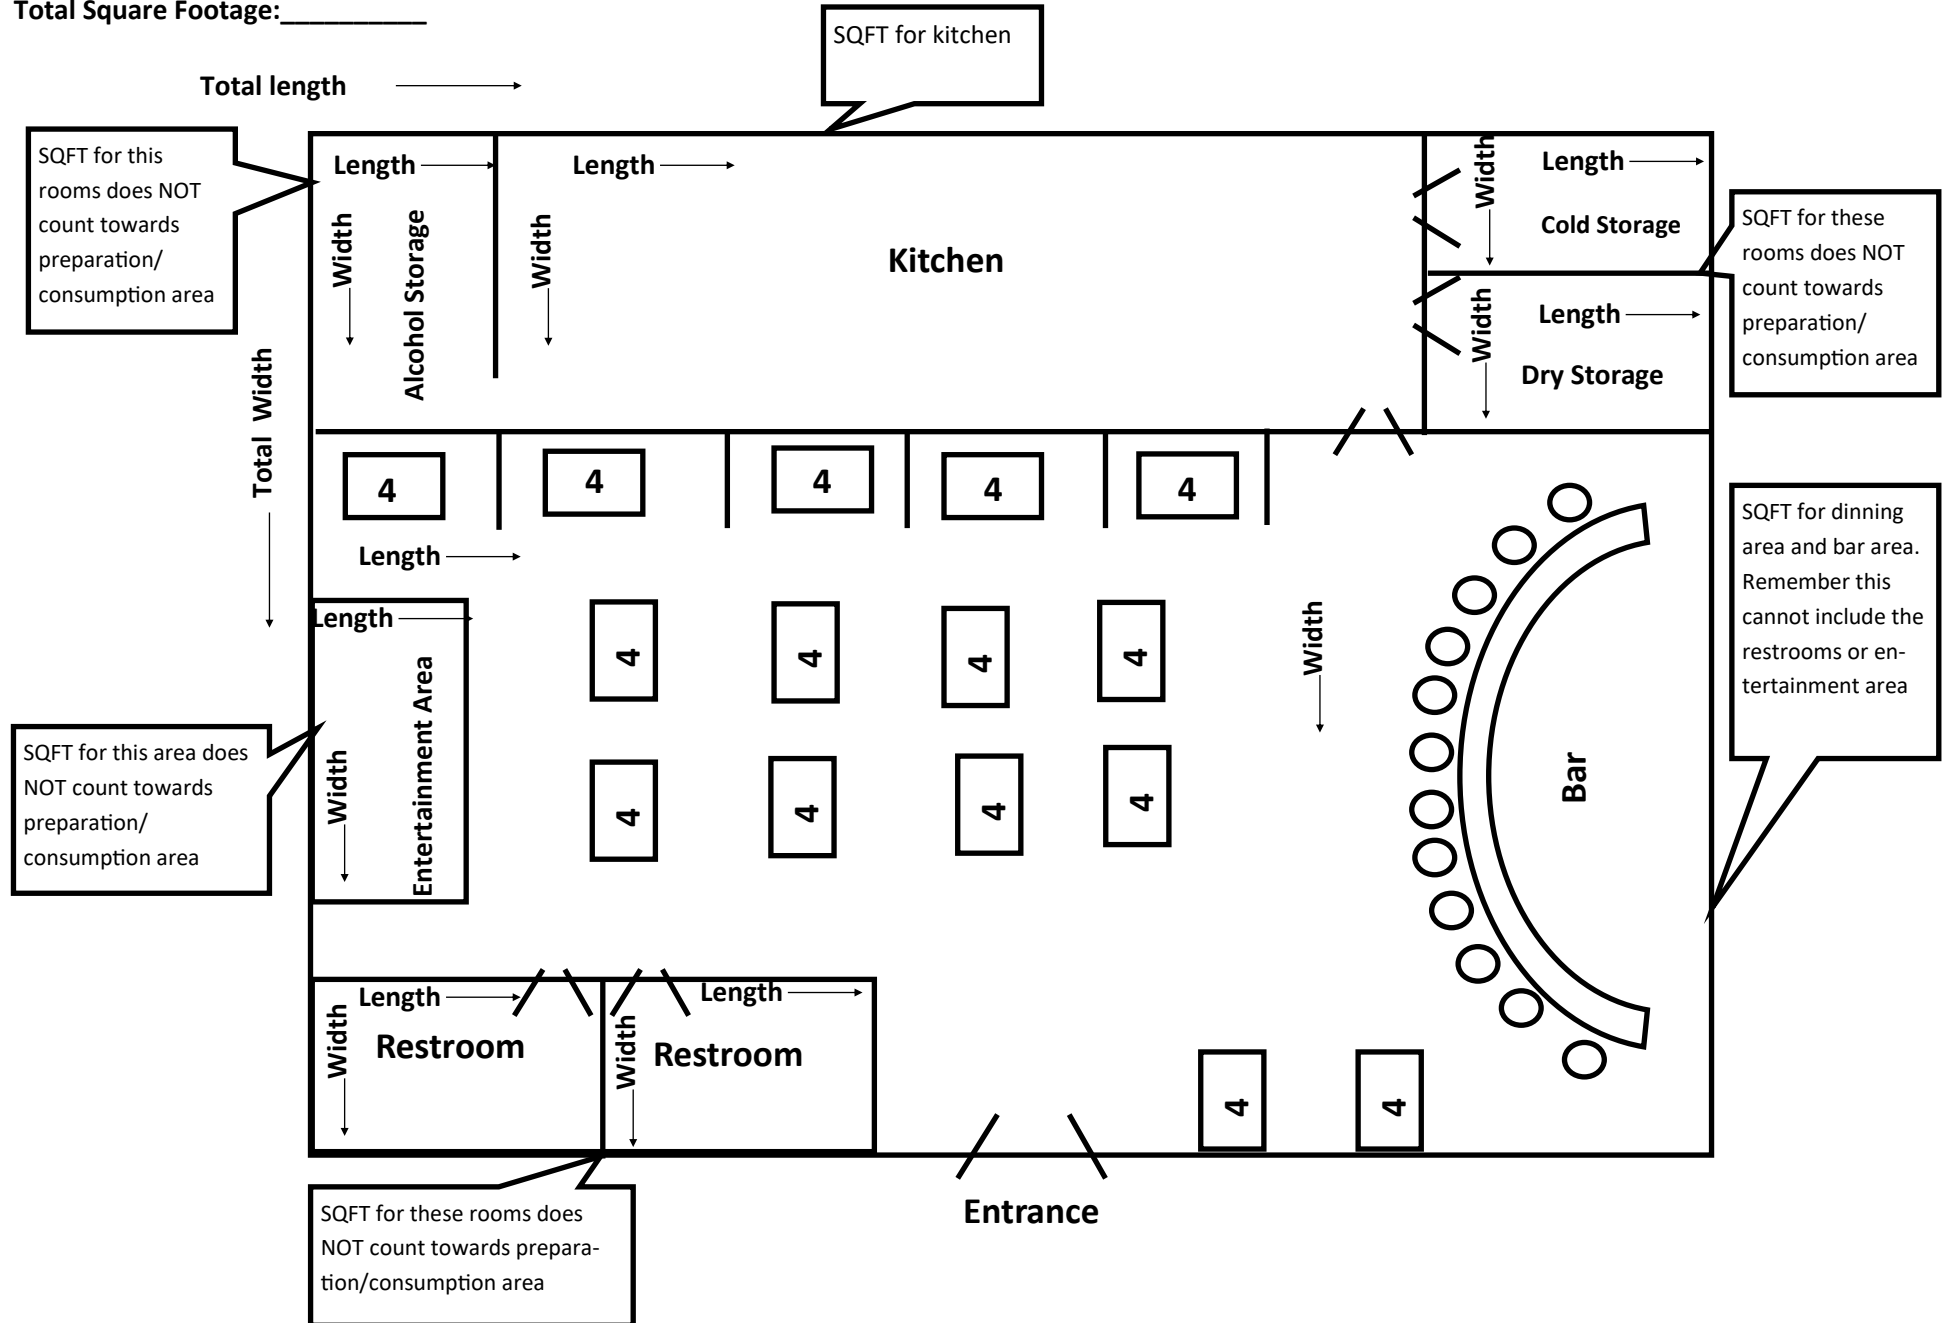 Total Square Footage:__________
SQFT for kitchen
Total length
SQFT for this
rooms does NOT
count towards
preparation/
consumption area
Length
Width
Alcohol Storage
Length
Width
Kitchen
Width
Length
Cold Storage
Width
Length
Dry Storage
SQFT for these
rooms does NOT
count towards
preparation/
consumption area
Total Width
4
4
4
4
4
Length
SQFT for dinning
area and bar area.
Remember this
cannot include the
restrooms or en-
tertainment area
Length
Width
Entertainment Area
4
4
4
4
Width
SQFT for this area does
NOT count towards
preparation/
consumption area
4
4
4
4
Bar
Length
Width
Restroom
Length
Width
Restroom
4
4
Entrance
SQFT for these rooms does
NOT count towards prepara-
tion/consumption area